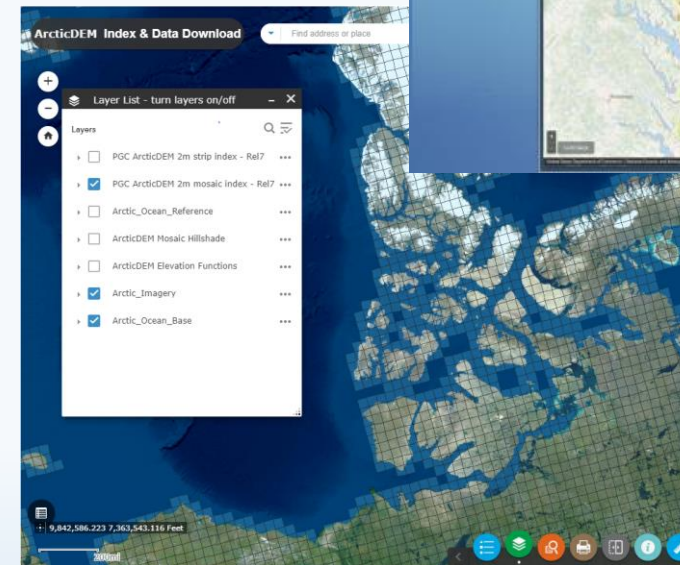 ArcticDEM Index & Data Download
Find address or place
Layer List - turn layers on/off
Layers
PGC ArcticDEM 2m strip index - Rel7
PGC ArcticDEM 2m mosaic index - Rel7
Arctic_Ocean_Reference
ArcticDEM Mosaic Hillshade
ArcticDEM Elevation Functions
Arctic_Imagery
Arctic_Ocean_Base
9,842,586.223 7,363,543.116 Feet
200mi